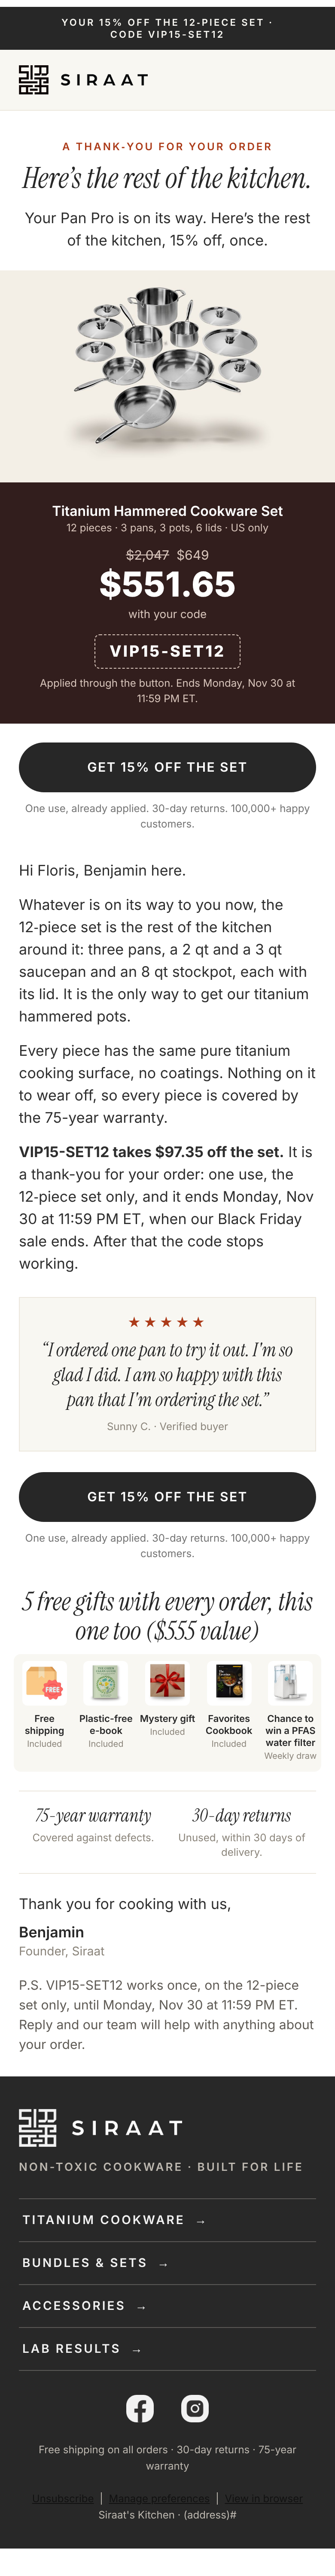 YOUR 15% OFF THE 12-PIECE SET ·
CODE VIP15-SET12
SIRAAT
A THANK-YOU FOR YOUR ORDER
Here's the rest of the kitchen.
Your Pan Pro is on its way. Here's the rest
of the kitchen, 15% off, once.
Titanium Hammered Cookware Set
12 pieces · 3 pans, 3 pots, 6 lids · US only
$2,047 $649
$551.65
with your code
VIP15-SET12
Applied through the button. Ends Monday, Nov 30 at
11:59 PM ET.
GET 15% OFF THE SET
One use, already applied. 30-day returns. 100,000+ happy
customers.
Hi Floris, Benjamin here.
Whatever is on its way to you now, the
12-piece set is the rest of the kitchen
around it: three pans, a 2 qt and a 3 qt
saucepan and an 8 qt stockpot, each with
its lid. It is the only way to get our titanium
hammered pots.
Every piece has the same pure titanium
cooking surface, no coatings. Nothing on it
to wear off, so every piece is covered by
the 75-year warranty.
VIP15-SET12 takes $97.35 off the set. It is
a thank-you for your order: one use, the
12-piece set only, and it ends Monday, Nov
30 at 11:59 PM ET, when our Black Friday
sale ends. After that the code stops
working.
★★★★★
“I ordered one pan to try it out. I'm so
glad I did. I am so happy with this
pan that I'm ordering the set.”
Sunny C. · Verified buyer
GET 15% OFF THE SET
One use, already applied. 30-day returns. 100,000+ happy
customers.
5 free gifts with every order, this
one too ($555 value)
FREE
Free shipping
Included
Plastic-free e-book
Included
Mystery gift
Included
Favorites Cookbook
Included
Chance to win a PFAS water filter
Weekly draw
75-year warranty
Covered against defects.
30-day returns
Unused, within 30 days of
delivery.
Thank you for cooking with us,
Benjamin
Founder, Siraat
P.S. VIP15-SET12 works once, on the 12-piece
set only, until Monday, Nov 30 at 11:59 PM ET.
Reply and our team will help with anything about
your order.
SIRAAT
NON-TOXIC COOKWARE · BUILT FOR LIFE
TITANIUM COOKWARE →
BUNDLES & SETS →
ACCESSORIES →
LAB RESULTS →
Free shipping on all orders · 30-day returns · 75-year
warranty
Unsubscribe | Manage preferences | View in browser
Siraat's Kitchen · (address)#